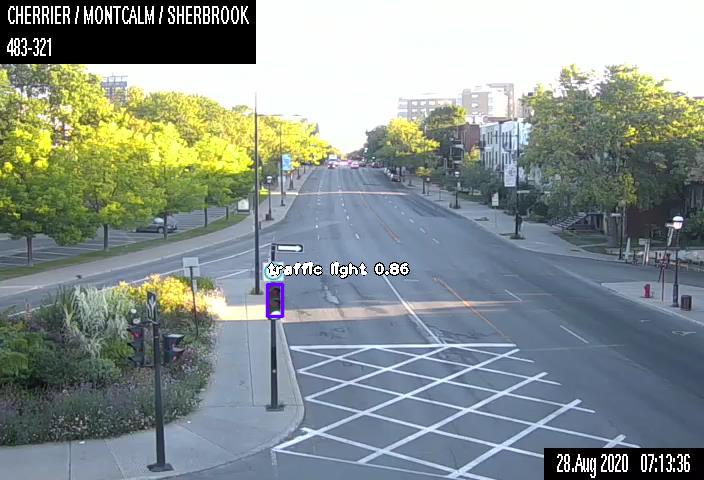 CHERRIER / MONTCALM / SHERBROOK
483-321
traffic light 0.86
28.Aug 2020 07:13:36